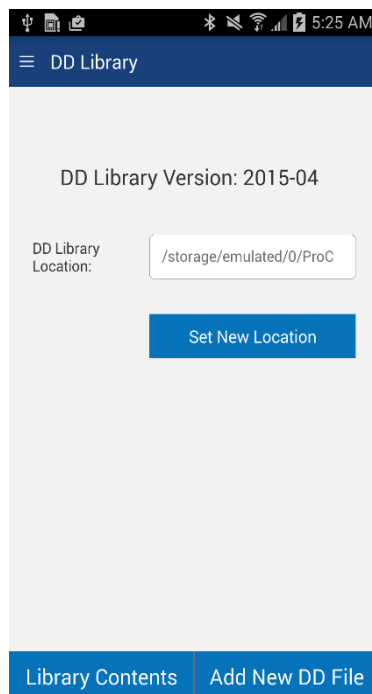 5:25 AM
DD Library
DD Library Version: 2015-04
DD Library
Location:
/storage/emulated/0/ProC
Set New Location
Library Contents
Add New DD File